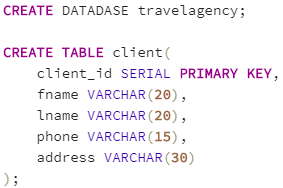 CREATE DATADASE travelagency;
CREATE TABLE client(
client_id SERIAL PRIMARY KEY,
fname VARCHAR(20),
lname VARCHAR(20),
phone VARCHAR(15),
address VARCHAR(30)
);